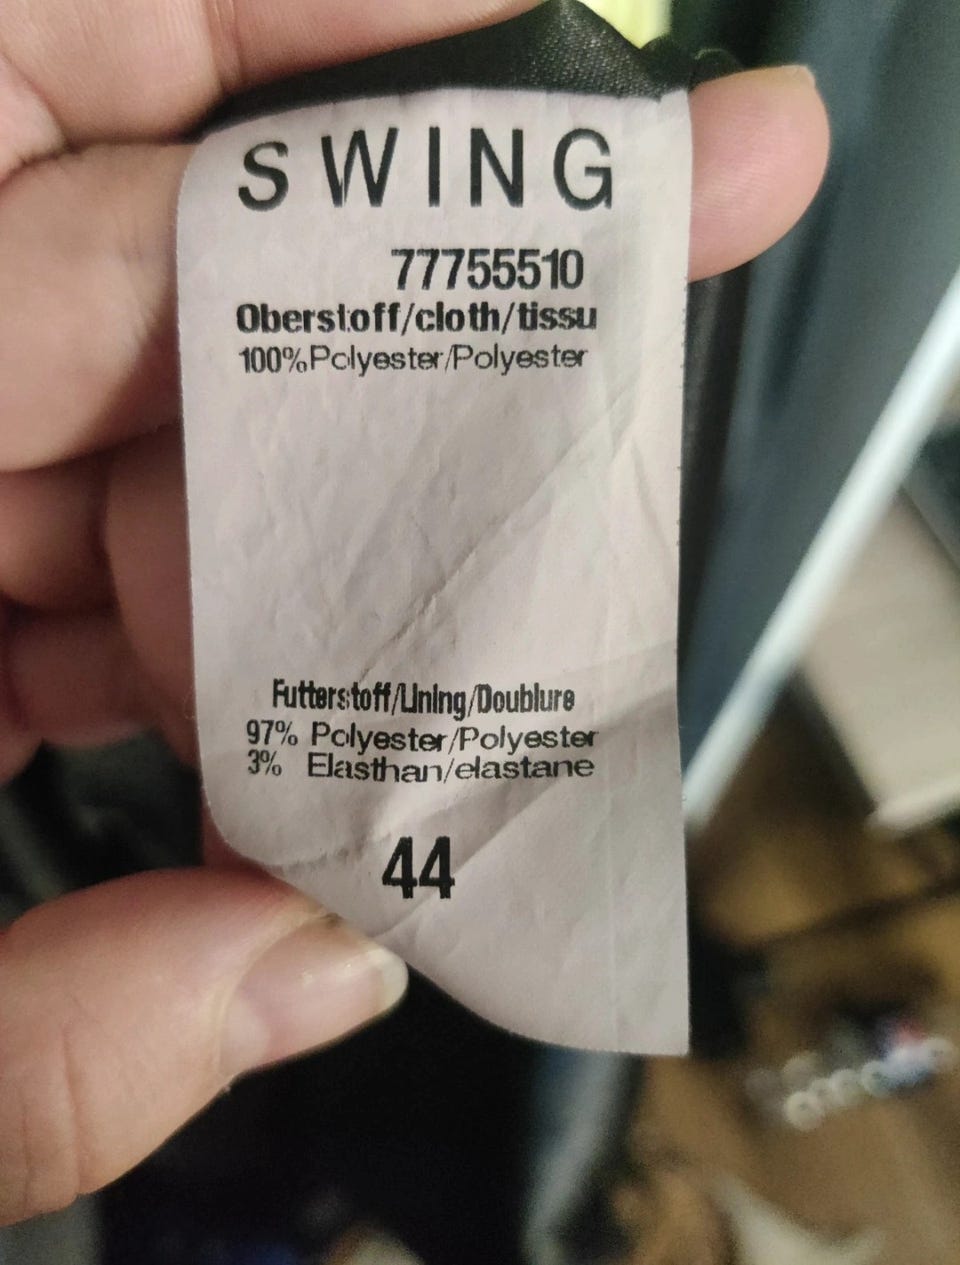 SWING
77755510
Oberstoff/cloth/tissu
100%Polyester/Polyester
Futterstoff/Lining/Doublure
97% Polyester/Polyester
3% Elasthan/elastane
44